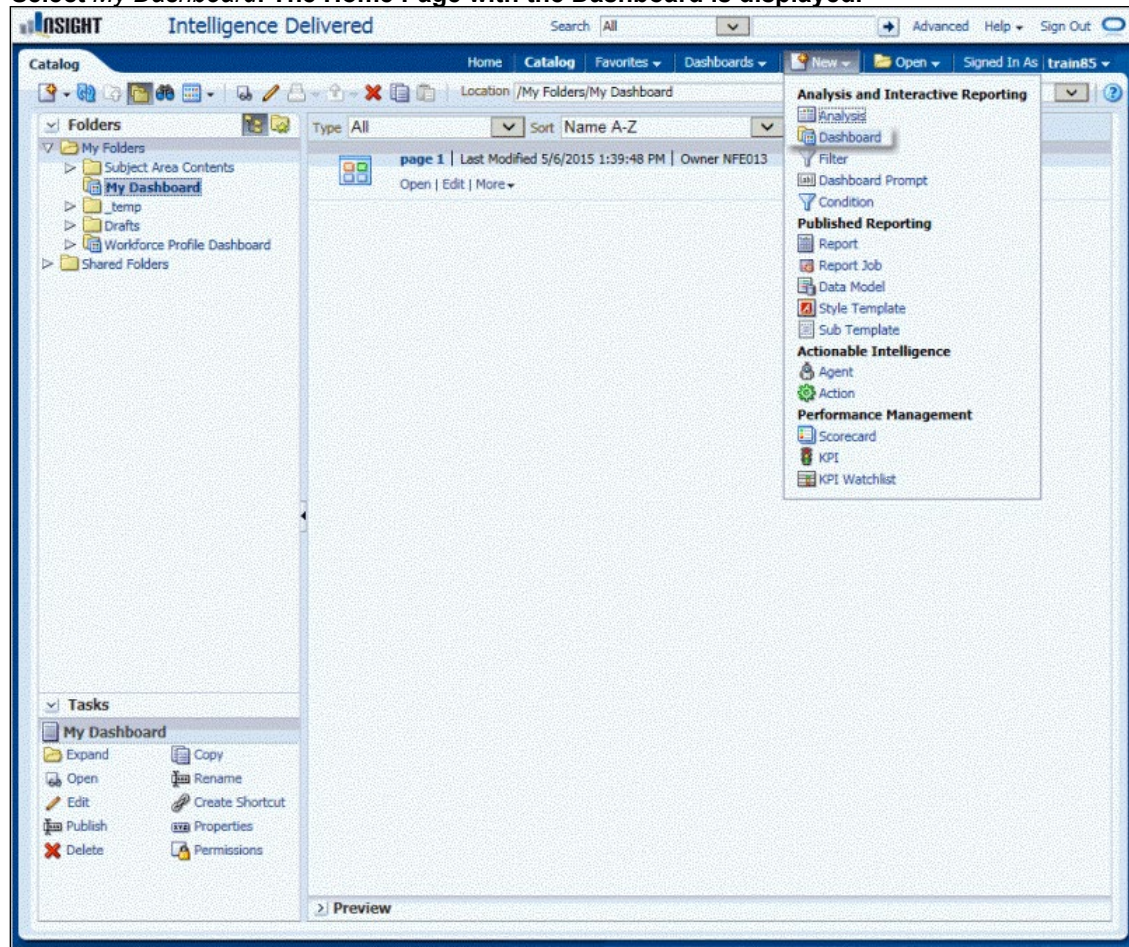 Select My Dashboard. The Home Page with the Dashboard is displayed.
INSIGHT Intelligence Delivered Search All Advanced Help Sign Out
Catalog Home Catalog Favorites Dashboards New Open Signed In As train85
Location /My Folders/My Dashboard
Folders
My Folders
Subject Area Contents
My Dashboard
_temp
Drafts
Workforce Profile Dashboard
Shared Folders
Type All Sort Name A-Z
page 1 Last Modified 5/6/2015 1:39:48 PM Owner NFE013
Open | Edit | More
Analysis and Interactive Reporting
Analysis
Dashboard
Filter
Dashboard Prompt
Condition
Published Reporting
Report
Report Job
Data Model
Style Template
Sub Template
Actionable Intelligence
Agent
Action
Performance Management
Scorecard
KPI
KPI Watchlist
Tasks
My Dashboard
Expand Copy
Open Rename
Edit Create Shortcut
Publish Properties
Delete Permissions
Preview